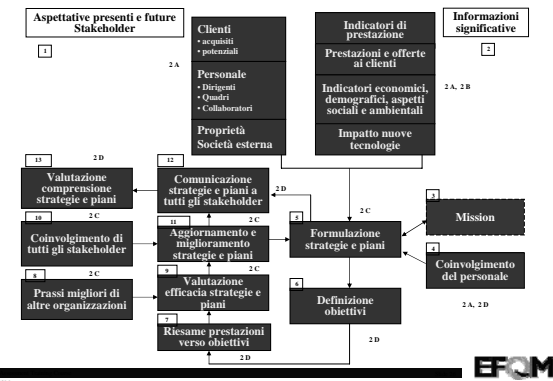 Aspettative presenti e future
Stakeholder
1
2 A
Clienti
• acquisiti
• potenziali
Personale
• Dirigenti
• Quadri
• Collaboratori
Proprietà
Società esterna
Indicatori di
prestazione
Prestazioni e offerte
ai clienti
Indicatori economici,
demografici, aspetti
sociali e ambientali
Impatto nuove
tecnologie
Informazioni
significative
2
2 A, 2 B
13
2 D
Valutazione
comprensione
strategie e piani
12
Comunicazione
strategie e piani a
tutti gli stakeholder
2 D
10
2 C
Coinvolgimento di
tutti gli stakeholder
11
2 C
Aggiornamento e
miglioramento
strategie e piani
5
2 C
Formulazione
strategie e piani
3
Mission
4
Coinvolgimento
del personale
2 A, 2 D
8
2 C
Prassi migliori di
altre organizzazioni
9
2 C
Valutazione
efficacia strategie e
piani
6
Definizione
obiettivi
2 D
7
Riesame prestazioni
verso obiettivi
2 D
EFQM